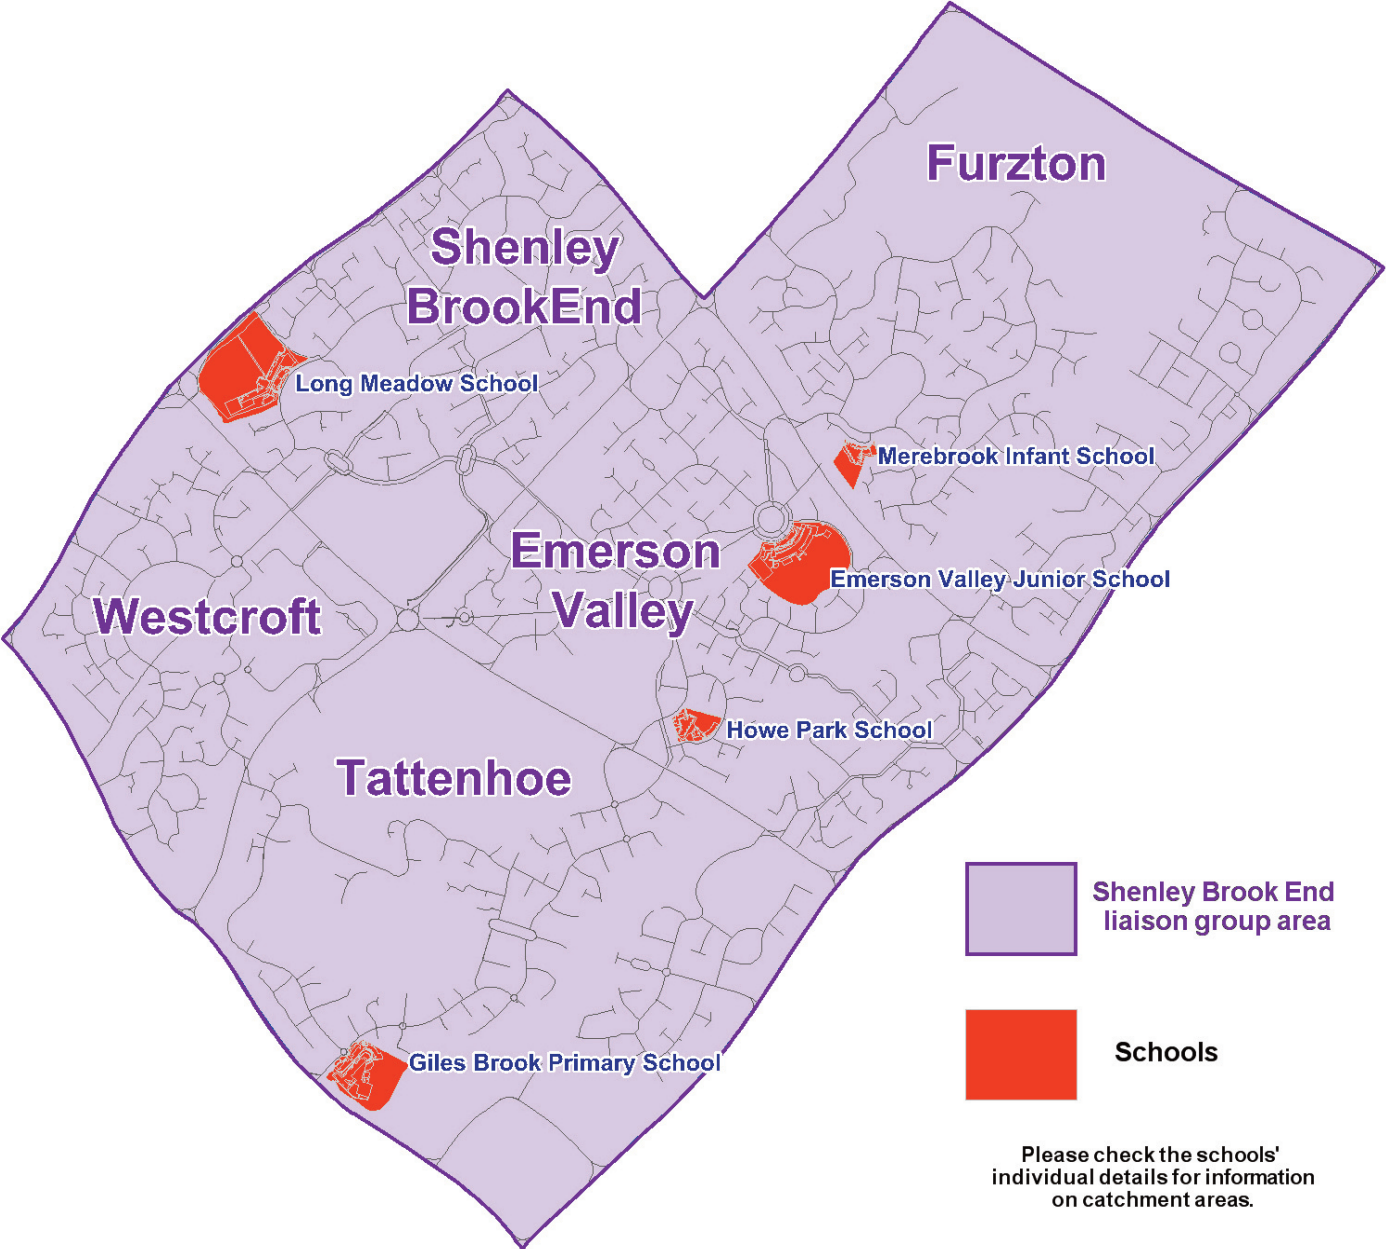 Furzton
Shenley
BrookEnd
Long Meadow School
Merebrook Infant School
Emerson
Valley
Emerson Valley Junior School
Westcroft
Howe Park School
Tattenhoe
Shenley Brook End
liaison group area
Schools
Giles Brook Primary School
Please check the schools'
individual details for information
on catchment areas.